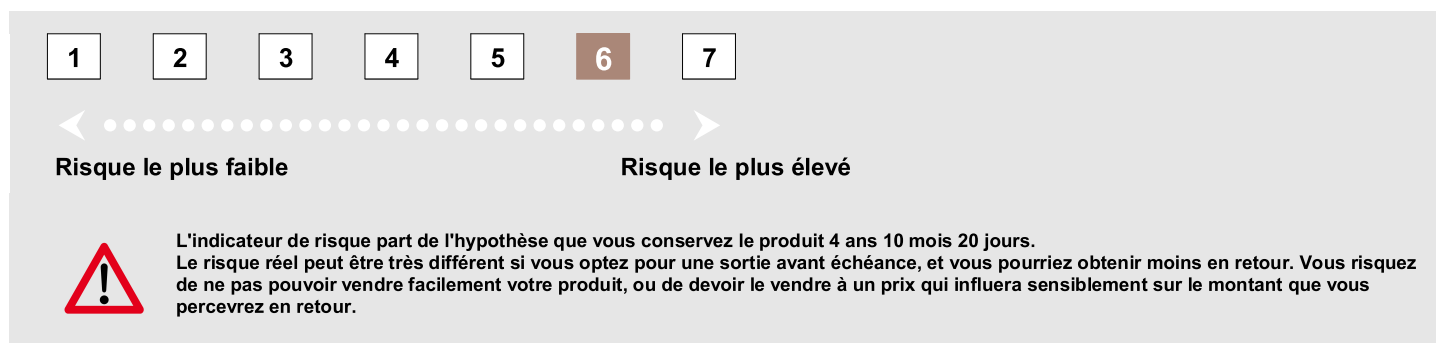 1 2 3 4 5 6 7
Risque le plus faible Risque le plus élevé
L'indicateur de risque part de l'hypothèse que vous conservez le produit 4 ans 10 mois 20 jours.
Le risque réel peut être très différent si vous optez pour une sortie avant échéance, et vous pourriez obtenir moins en retour. Vous risquez
de ne pas pouvoir vendre facilement votre produit, ou de devoir le vendre à un prix qui influera sensiblement sur le montant que vous
percevrez en retour.